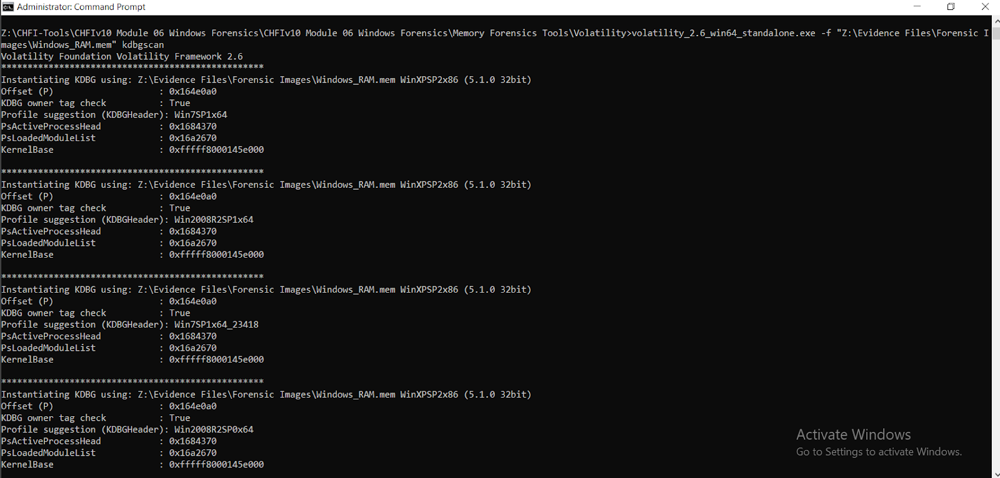 Administrator: Command Prompt
Z:\CHFI-Tools\CHFIv10 Module 06 Windows Forensics\CHFIv10 Module 06 Windows Forensics\Memory Forensics Tools\Volatility>volatility_2.6_win64_standalone.exe -f "Z:\Evidence Files\Forensic I
mages\Windows_RAM.mem" kdbgscan
Volatility Foundation Volatility Framework 2.6
**************************************************
Instantiating KDBG using: Z:\Evidence Files\Forensic Images\Windows_RAM.mem WinXPSP2x86 (5.1.0 32bit)
Offset (P)                    : 0x164e0a0
KDBG owner tag check          : True
Profile suggestion (KDBGHeader): Win7SP1x64
PsActiveProcessHead           : 0x1684370
PsLoadedModuleList            : 0x16a2670
KernelBase                    : 0xfffff8000145e000
**************************************************
Instantiating KDBG using: Z:\Evidence Files\Forensic Images\Windows_RAM.mem WinXPSP2x86 (5.1.0 32bit)
Offset (P)                    : 0x164e0a0
KDBG owner tag check          : True
Profile suggestion (KDBGHeader): Win2008R2SP1x64
PsActiveProcessHead           : 0x1684370
PsLoadedModuleList            : 0x16a2670
KernelBase                    : 0xfffff8000145e000
**************************************************
Instantiating KDBG using: Z:\Evidence Files\Forensic Images\Windows_RAM.mem WinXPSP2x86 (5.1.0 32bit)
Offset (P)                    : 0x164e0a0
KDBG owner tag check          : True
Profile suggestion (KDBGHeader): Win7SP1x64_23418
PsActiveProcessHead           : 0x1684370
PsLoadedModuleList            : 0x16a2670
KernelBase                    : 0xfffff8000145e000
**************************************************
Instantiating KDBG using: Z:\Evidence Files\Forensic Images\Windows_RAM.mem WinXPSP2x86 (5.1.0 32bit)
Offset (P)                    : 0x164e0a0
KDBG owner tag check          : True
Profile suggestion (KDBGHeader): Win2008R2SP0x64
PsActiveProcessHead           : 0x1684370
PsLoadedModuleList            : 0x16a2670
KernelBase                    : 0xfffff8000145e000
Activate Windows
Go to Settings to activate Windows.